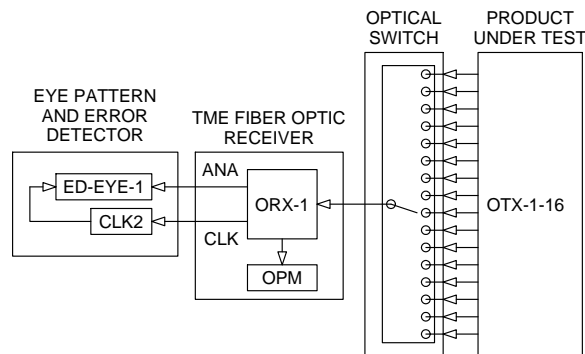 OPTICAL
SWITCH
PRODUCT
UNDER TEST
EYE PATTERN
AND ERROR
DETECTOR
TME FIBER OPTIC
RECEIVER
ED-EYE-1
CLK2
ANA
CLK
ORX-1
OPM
OTX-1-16